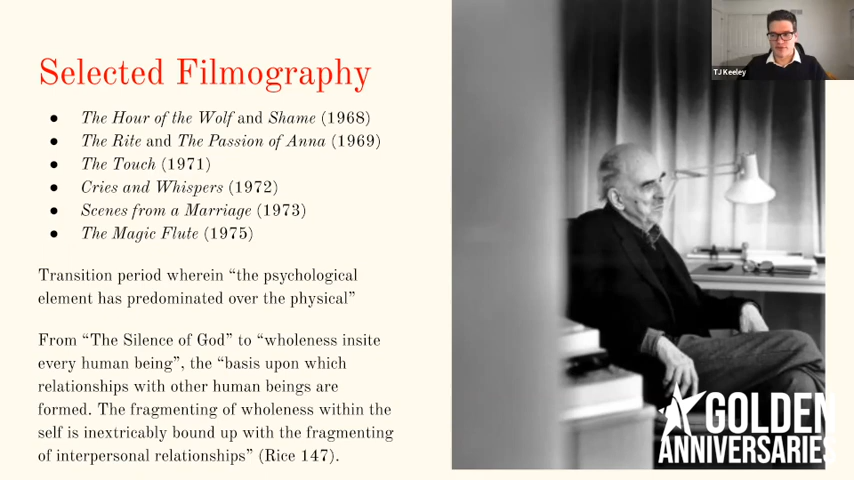 Selected Filmography
● The Hour of the Wolf and Shame (1968)
● The Rite and The Passion of Anna (1969)
● The Touch (1971)
● Cries and Whispers (1972)
● Scenes from a Marriage (1973)
● The Magic Flute (1975)
Transition period wherein “the psychological
element has predominated over the physical”
From “The Silence of God” to “wholeness insite
every human being”, the “basis upon which
relationships with other human beings are
formed. The fragmenting of wholeness within the
self is inextricably bound up with the fragmenting
of interpersonal relationships” (Rice 147).
TJ Keeley
GOLDEN
ANNIVERSARIES